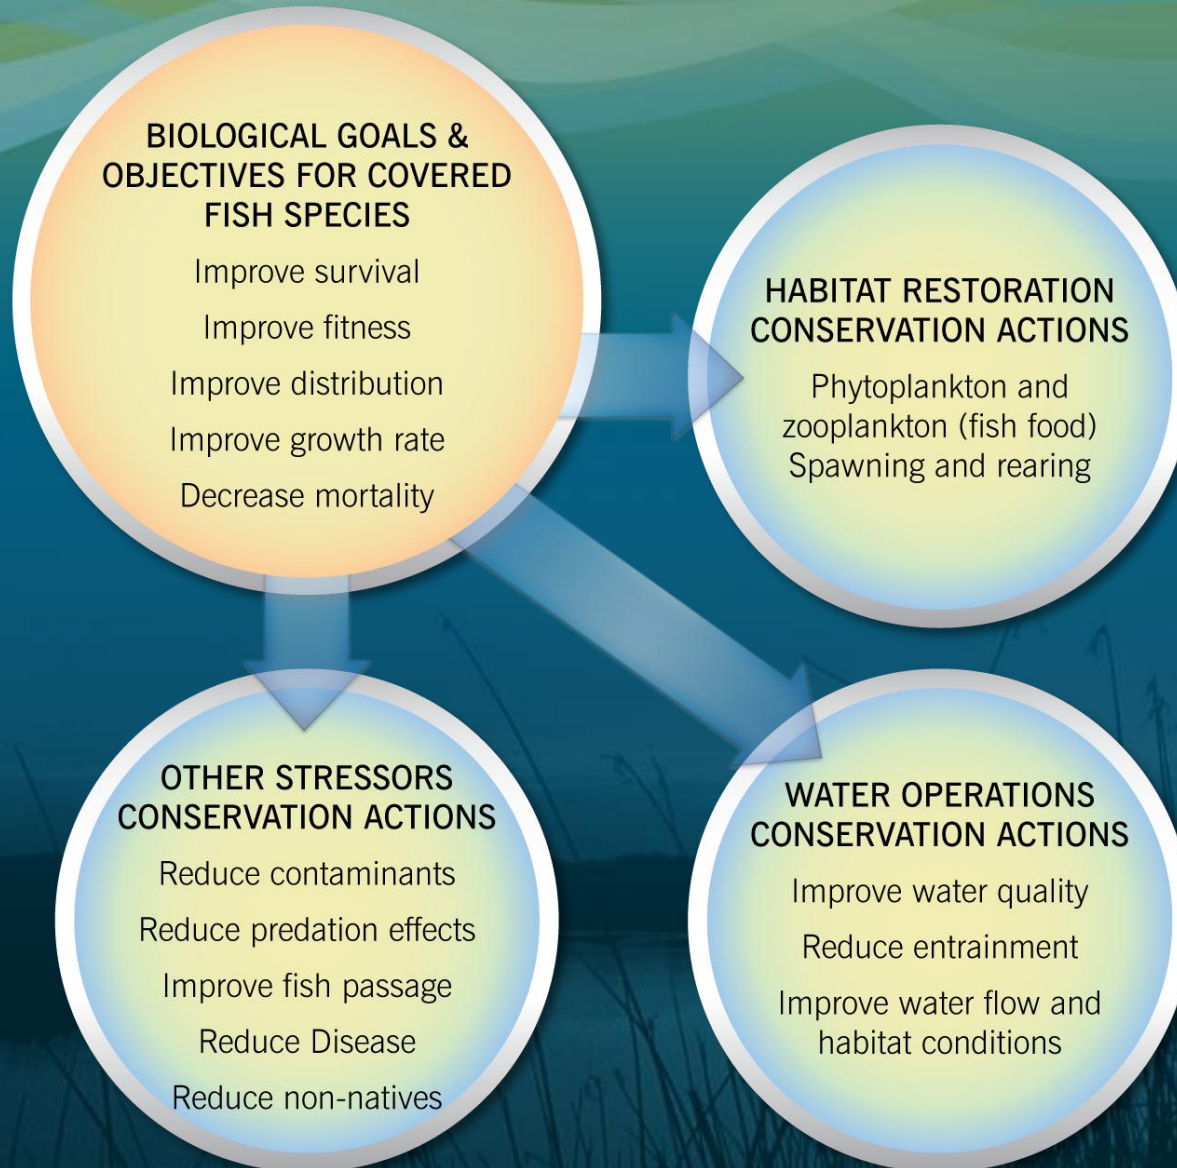 BIOLOGICAL GOALS &
OBJECTIVES FOR COVERED
FISH SPECIES
Improve survival
Improve fitness
Improve distribution
Improve growth rate
Decrease mortality
HABITAT RESTORATION
CONSERVATION ACTIONS
Phytoplankton and
zooplankton (fish food)
Spawning and rearing
OTHER STRESSORS
CONSERVATION ACTIONS
Reduce contaminants
Reduce predation effects
Improve fish passage
Reduce Disease
Reduce non-natives
WATER OPERATIONS
CONSERVATION ACTIONS
Improve water quality
Reduce entrainment
Improve water flow and
habitat conditions